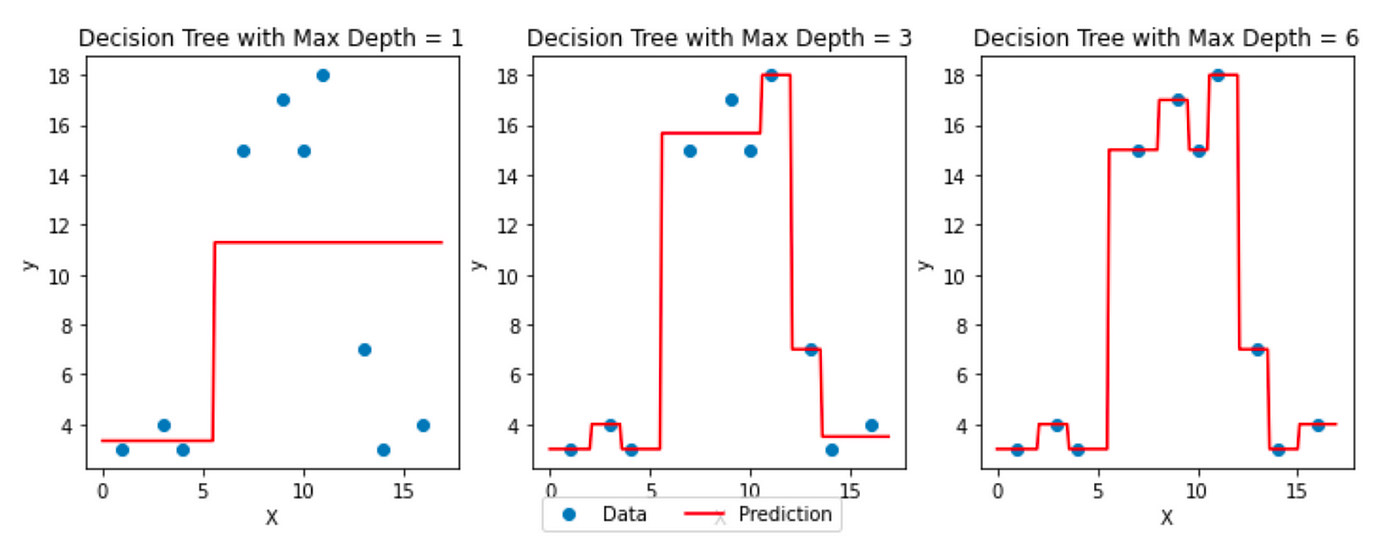 Decision Tree with Max Depth = 1
18
16
14
12
10
8
6
4
y
0 5 10 15
X
Decision Tree with Max Depth = 3
18
16
14
12
10
8
6
4
y
0 5 10 15
X
Decision Tree with Max Depth = 6
18
16
14
12
10
8
6
4
y
0 5 10 15
X
Data Prediction